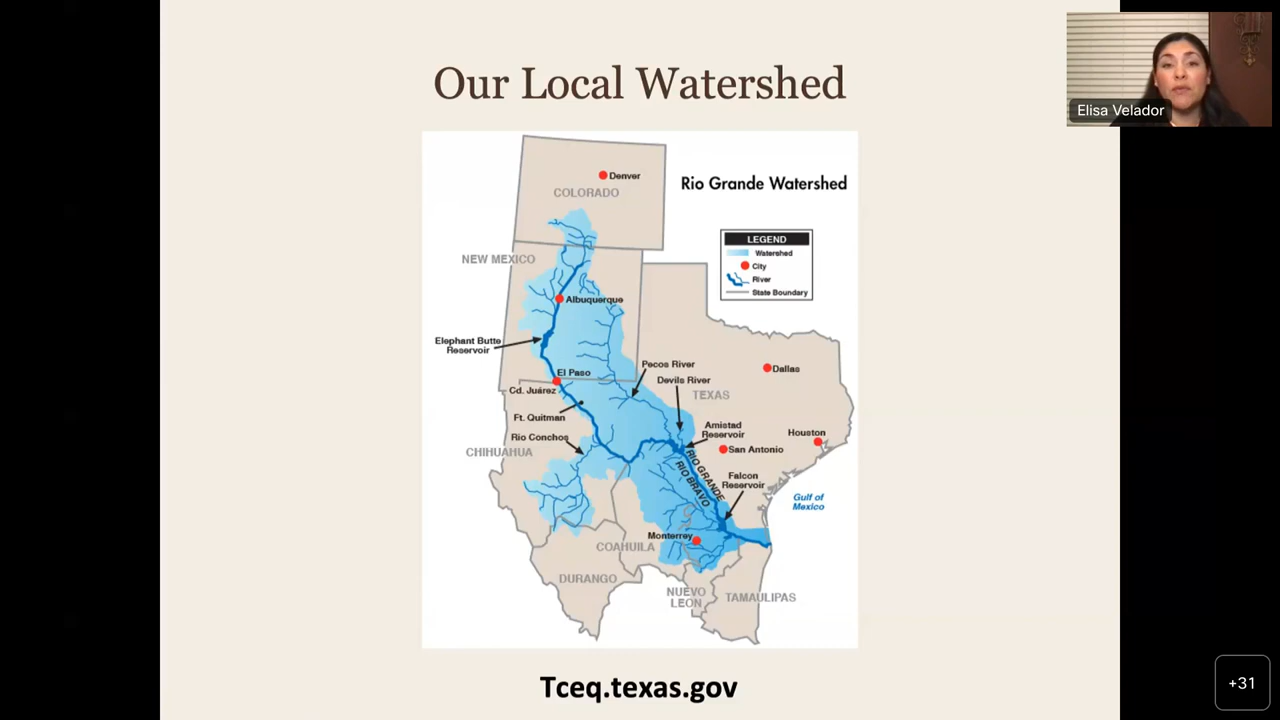 Our Local Watershed
Elisa Velador
Rio Grande Watershed
Denver
COLORADO
LEGEND
Watershed
City
River
State Boundary
NEW MEXICO
Albuquerque
Elephant Butte
Reservoir
El Paso
Cd. Juárez
Pecos River
Devils River
TEXAS
Dallas
Ft. Quitman
Rio Conchos
CHIHUAHUA
Amistad
Reservoir
San Antonio
Houston
RIO GRANDE
RIO BRAVO
Falcon
Reservoir
Gulf of
Mexico
Monterrey
COAHUILA
DURANGO
NUEVO
LEON
TAMAULIPAS
Tceq.texas.gov
+31